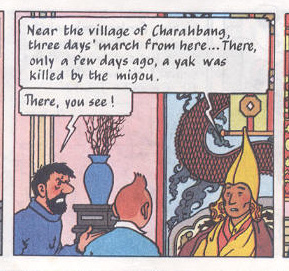 Near the village of Charahbang,
three days' march from here... There,
only a few days ago, a yak was
killed by the migou.
There, you see!